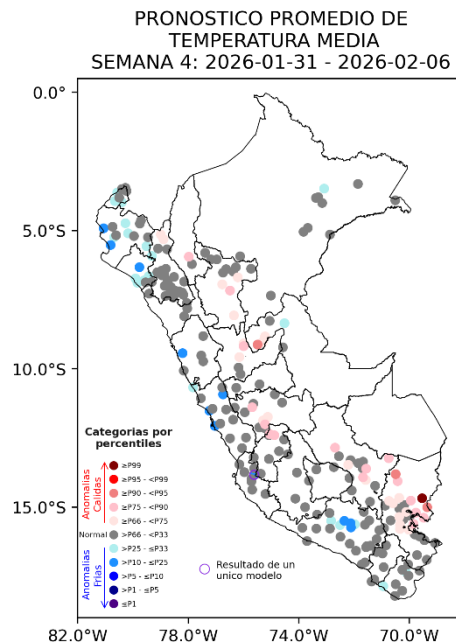 PRONOSTICO PROMEDIO DE
TEMPERATURA MEDIA
SEMANA 4: 2026-01-31 - 2026-02-06
0.0°
5.0°S
10.0°S
15.0°S
Categorias por
percentiles
Anomalias
Calidas
≥P99
≥P95 - <P99
≥P90 - <P95
≥P75 - <P90
≥P66 - <P75
Normal
≥P66 - <P33
>P25 - ≤P33
>P10 - ≤P25
>P5 - ≤P10
>P1 - ≤P5
≤P1
Anomalias
Frias
Resultado de un
unico modelo
82.0°W
78.0°W
74.0°W
70.0°W